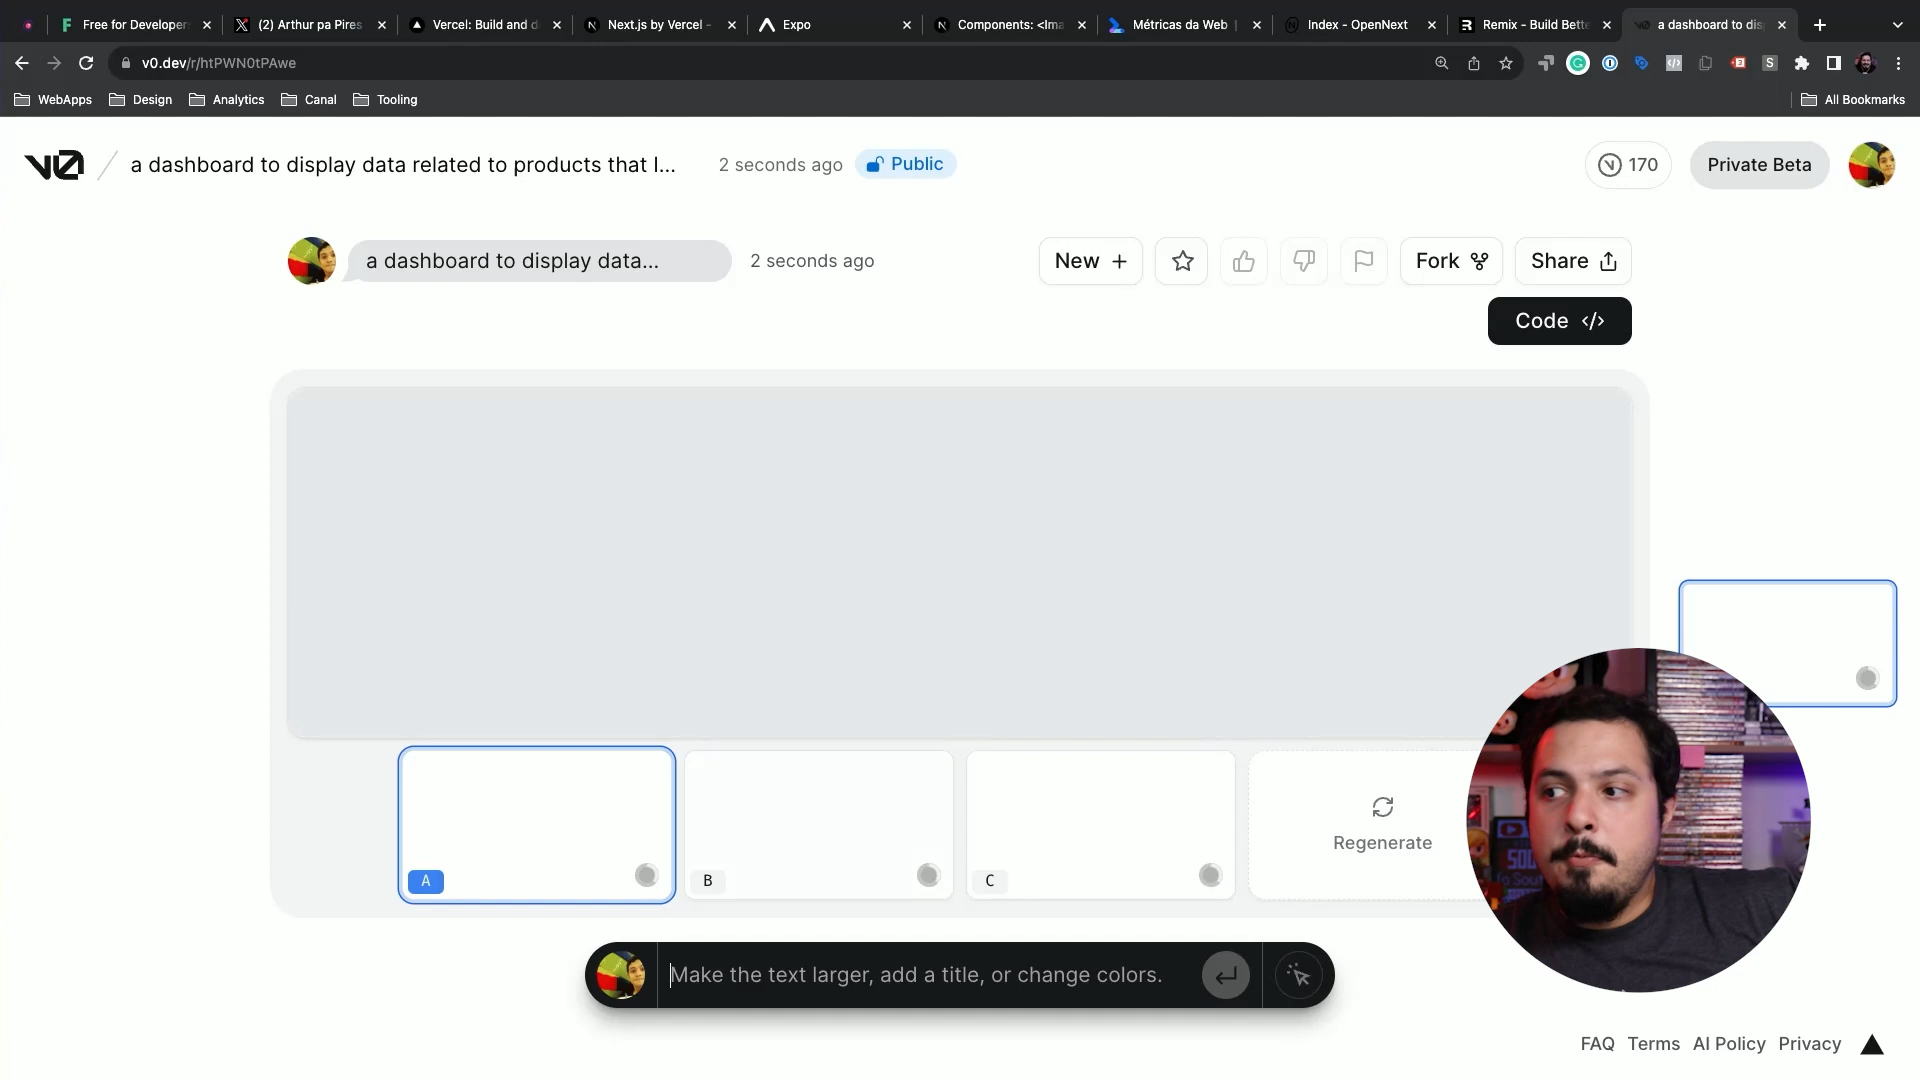 Free for Developer
(2) Arthur pa Pires
Vercel: Build and d
Next.js by Vercel -
Expo
Components: <Ima
Métricas da Web
Index - OpenNext
Remix - Build Bette
a dashboard to dis
v0.dev/r/htPWN0tPAwe
WebApps
Design
Analytics
Canal
Tooling
All Bookmarks
v0
a dashboard to display data related to products that I...
2 seconds ago
Public
170
Private Beta
a dashboard to display data...
2 seconds ago
New +
Fork
Share
Code </>
A
B
C
Regenerate
Make the text larger, add a title, or change colors.
FAQ Terms AI Policy Privacy